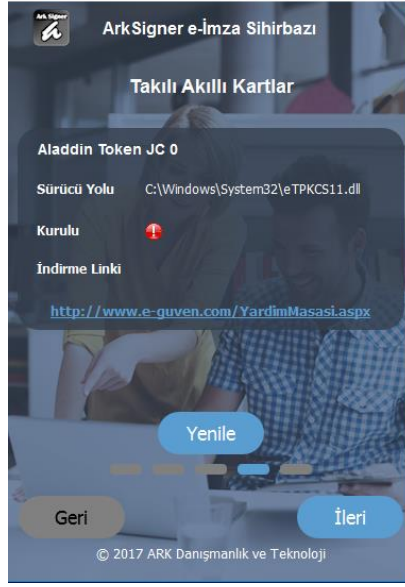 Ark Signer
ArkSigner e-İmza Sihirbazı
Takılı Akıllı Kartlar
Aladdin Token JC 0
Sürücü Yolu C:\Windows\System32\eTPKCS11.dll
Kurulu
İndirme Linki
http://www.e-guven.com/YardimMasasi.aspx
Yenile
Geri İleri
© 2017 ARK Danışmanlık ve Teknoloji